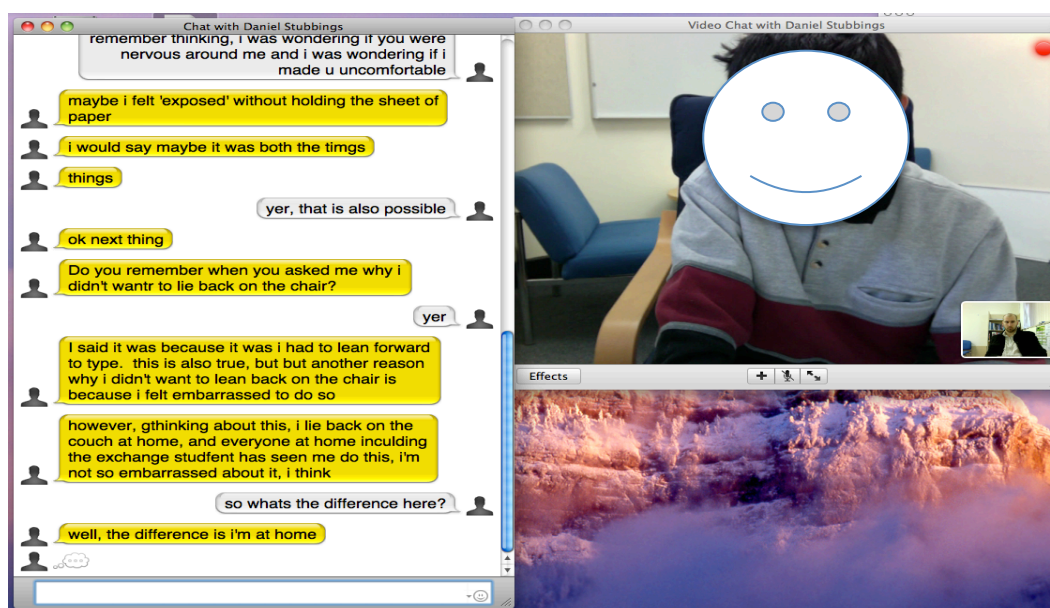 Chat with Daniel Stubbings
remember thinking, i was wondering if you were
nervous around me and i was wondering if i
made u uncomfortable
maybe i felt 'exposed' without holding the sheet of
paper
i would say maybe it was both the timgs
things
yer, that is also possible
ok next thing
Do you remember when you asked me why i
didn't wantr to lie back on the chair?
yer
I said it was because it was i had to lean forward
to type.  this is also true, but but another reason
why i didn't want to lean back on the chair is
because i felt embarrassed to do so
however, gthinking about this, i lie back on the
couch at home, and everyone at home inculding
the exchange studfent has seen me do this, i'm
not so embarrassed about it, i think
so whats the difference here?
well, the difference is i'm at home
Video Chat with Daniel Stubbings
Effects